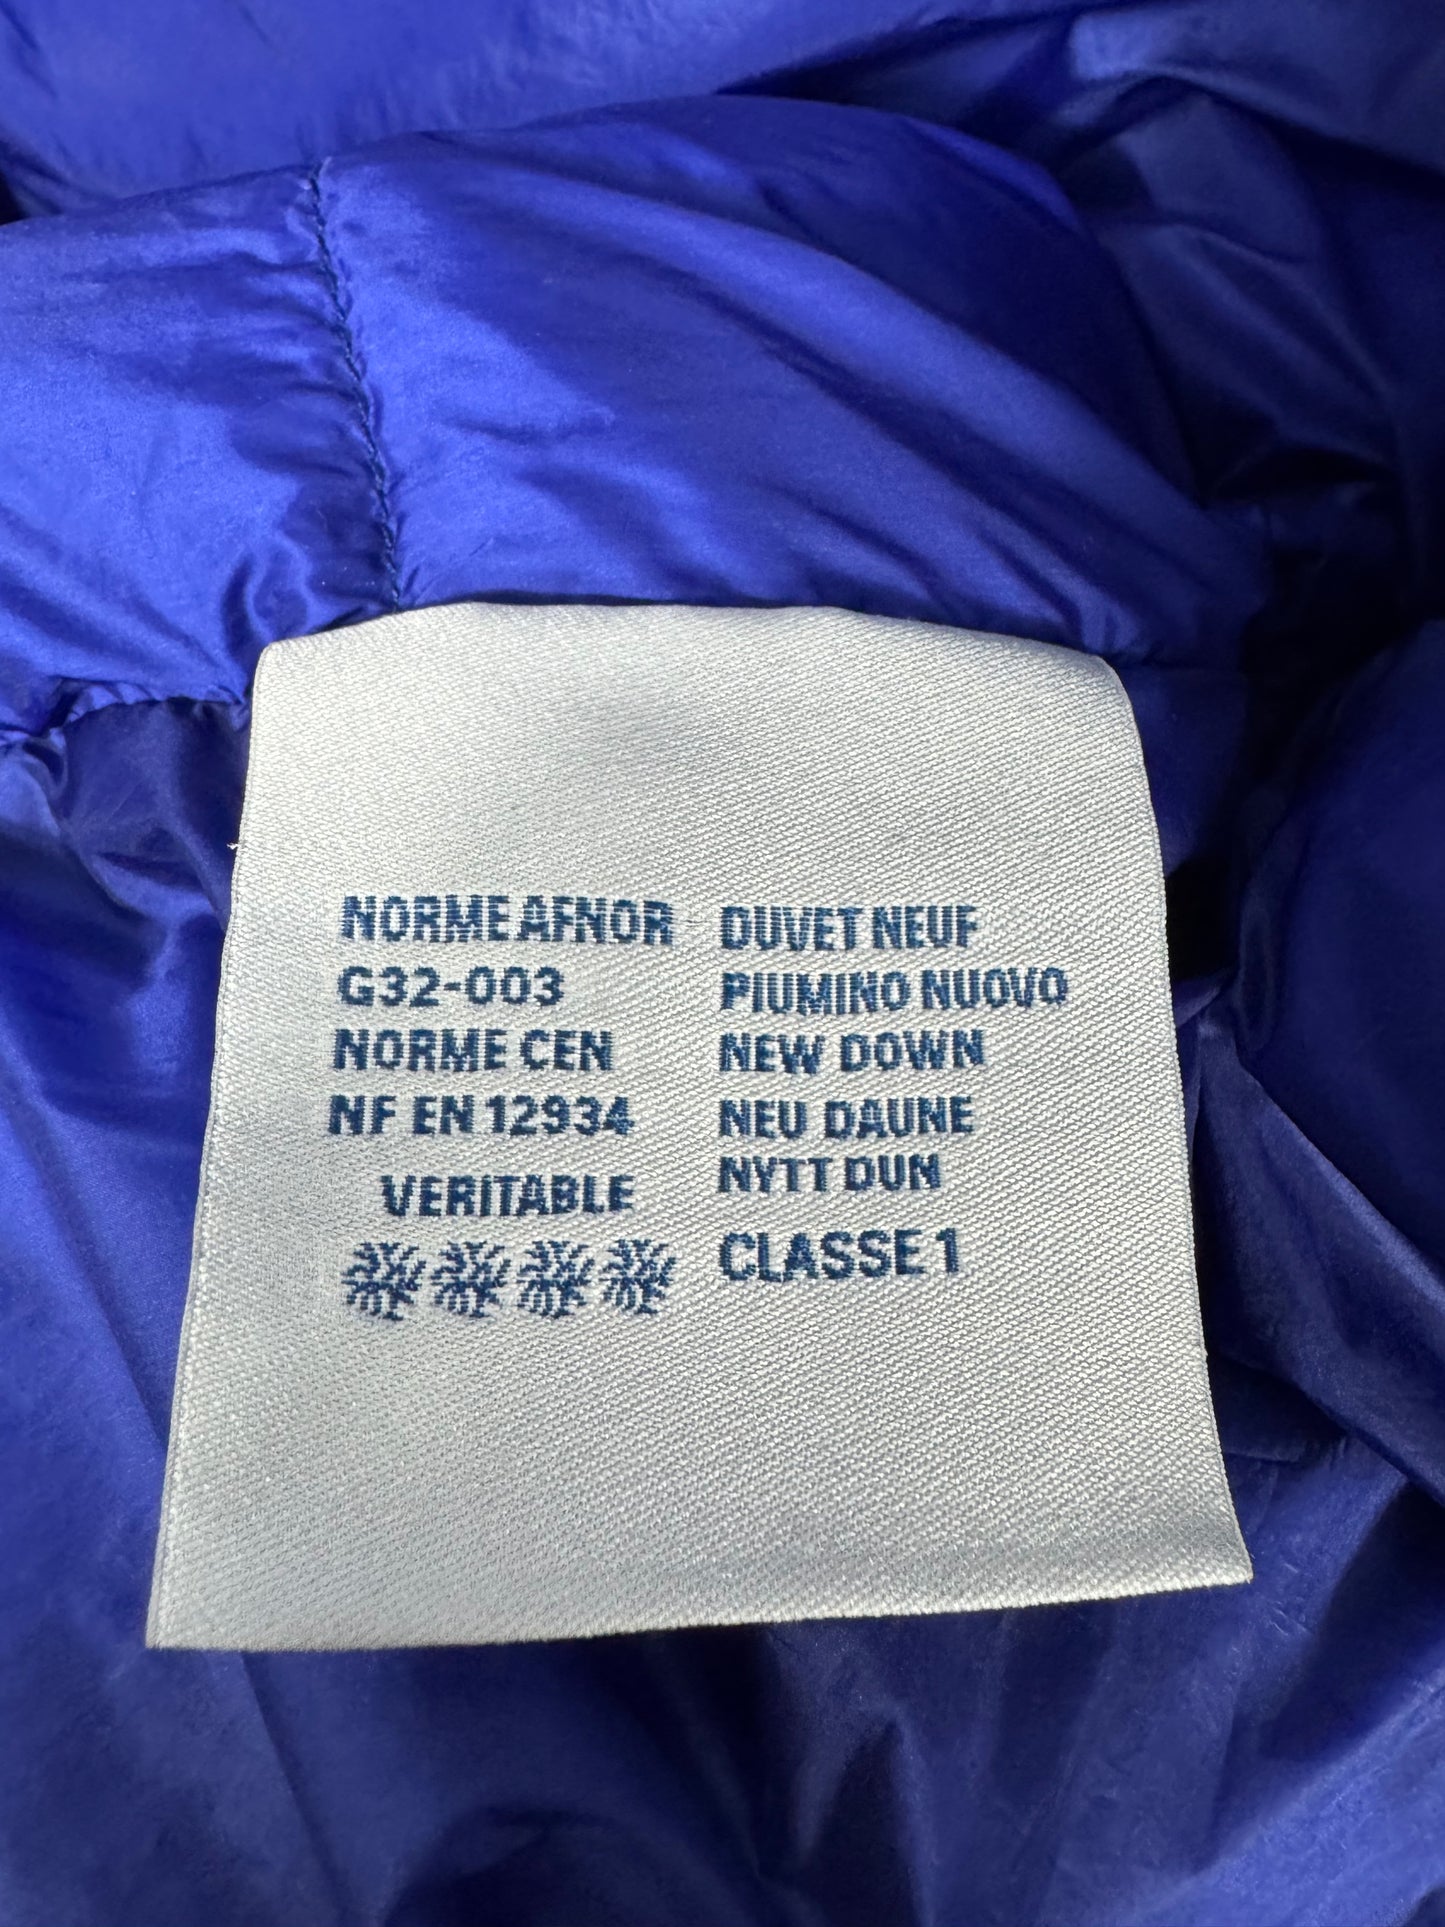 NORME AFNOR
G32-003
NORME CEN
NF EN 12934
VERITABLE
DUVET NEUF
PIUMINO NUOVO
NEW DOWN
NEU DAUNE
NYTT DUN
CLASSE 1